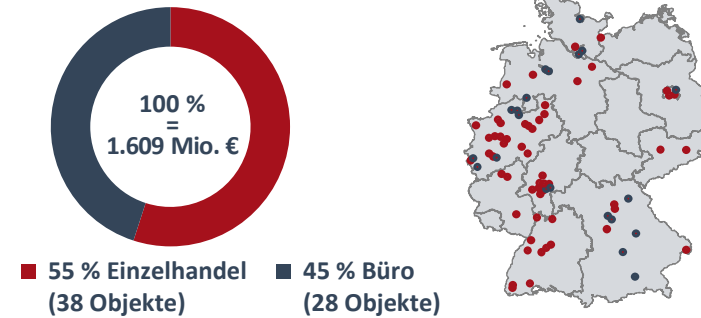 100 %
=
1.609 Mio. €
55 % Einzelhandel
(38 Objekte)
45 % Büro
(28 Objekte)